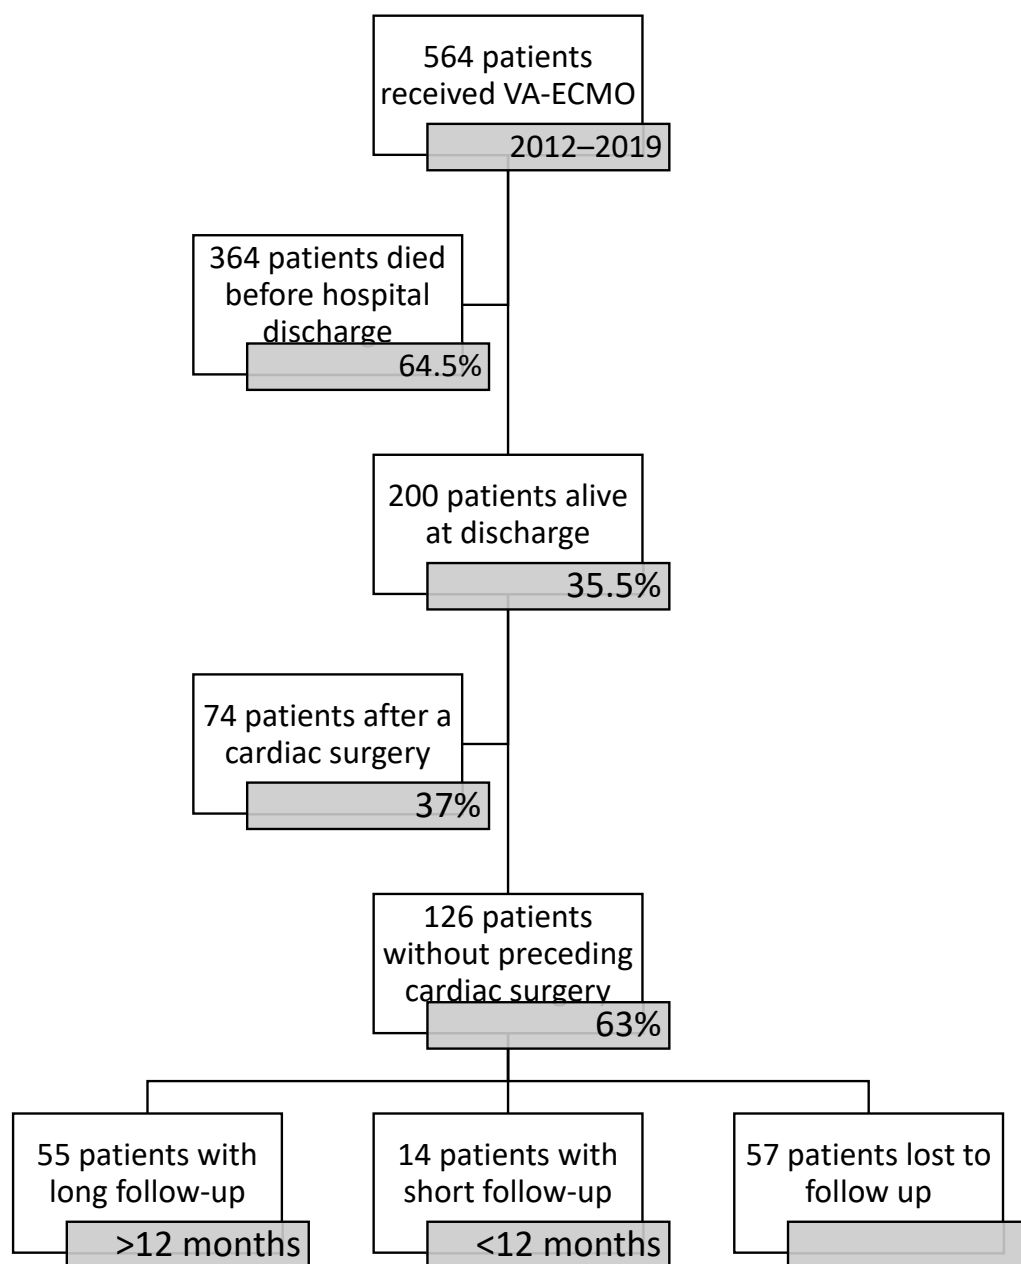 564 patients
received VA-ECMO
2012–2019
364 patients died
before hospital
discharge
64.5%
200 patients alive
at discharge
35.5%
74 patients after a
cardiac surgery
37%
126 patients
without preceding
cardiac surgery
63%
55 patients with
long follow-up
>12 months
14 patients with
short follow-up
<12 months
57 patients lost to
follow up